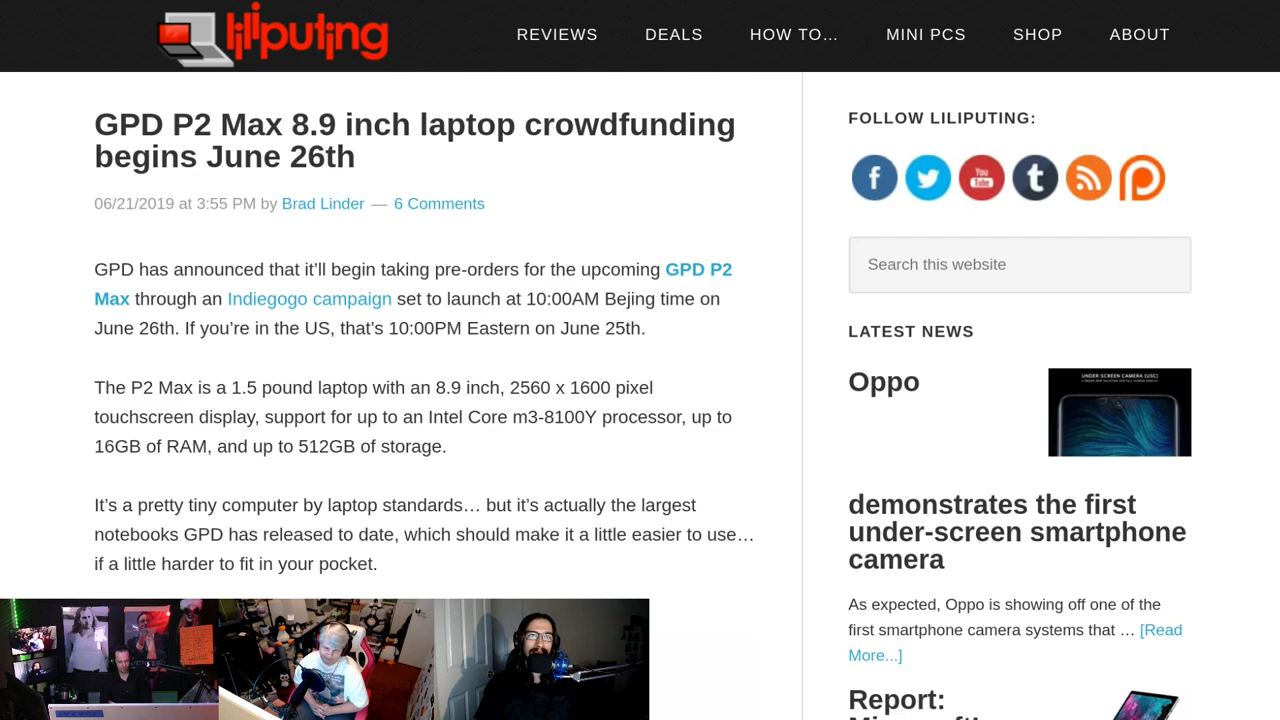 liliputing
REVIEWS
DEALS
HOW TO...
MINI PCS
SHOP
ABOUT
GPD P2 Max 8.9 inch laptop crowdfunding
begins June 26th
06/21/2019 at 3:55 PM by Brad Linder — 6 Comments
GPD has announced that it’ll begin taking pre-orders for the upcoming GPD P2
Max through an Indiegogo campaign set to launch at 10:00AM Bejing time on
June 26th. If you’re in the US, that’s 10:00PM Eastern on June 25th.
The P2 Max is a 1.5 pound laptop with an 8.9 inch, 2560 x 1600 pixel
touchscreen display, support for up to an Intel Core m3-8100Y processor, up to
16GB of RAM, and up to 512GB of storage.
It’s a pretty tiny computer by laptop standards… but it’s actually the largest
notebooks GPD has released to date, which should make it a little easier to use…
if a little harder to fit in your pocket.
FOLLOW LILIPUTING:
You
Tube
Search this website
LATEST NEWS
Oppo
UNDER-SCREEN CAMERA (USC)
demonstrates the first
under-screen smartphone
camera
As expected, Oppo is showing off one of the
first smartphone camera systems that … [Read
More...]
Report: